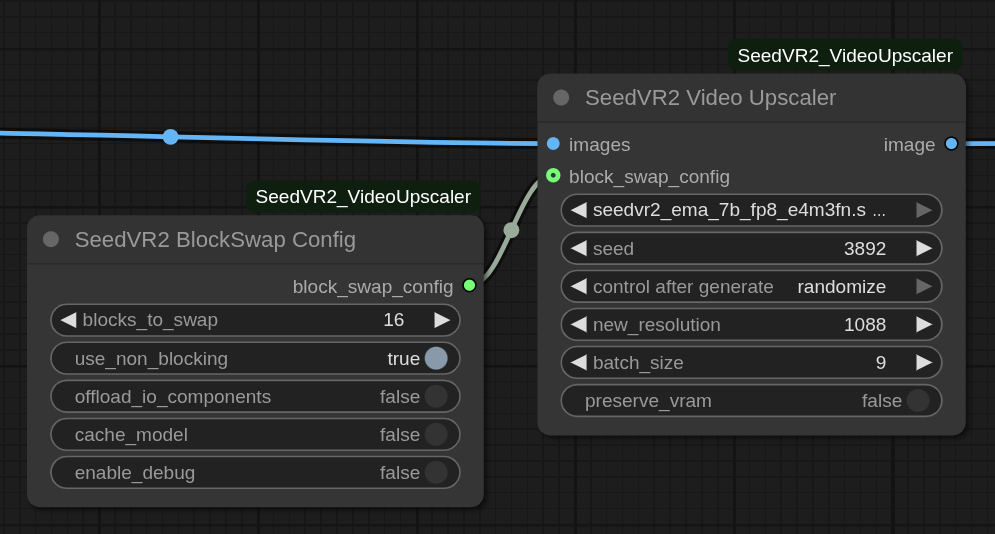 SeedVR2_VideoUpscaler
SeedVR2 Video Upscaler
images image
block_swap_config
seedvr2_ema_7b_fp8_e4m3fn.s ...
seed 3892
control after generate randomize
new_resolution 1088
batch_size 9
preserve_vram false
SeedVR2_VideoUpscaler
SeedVR2 BlockSwap Config
block_swap_config
blocks_to_swap 16
use_non_blocking true
offload_io_components false
cache_model false
enable_debug false